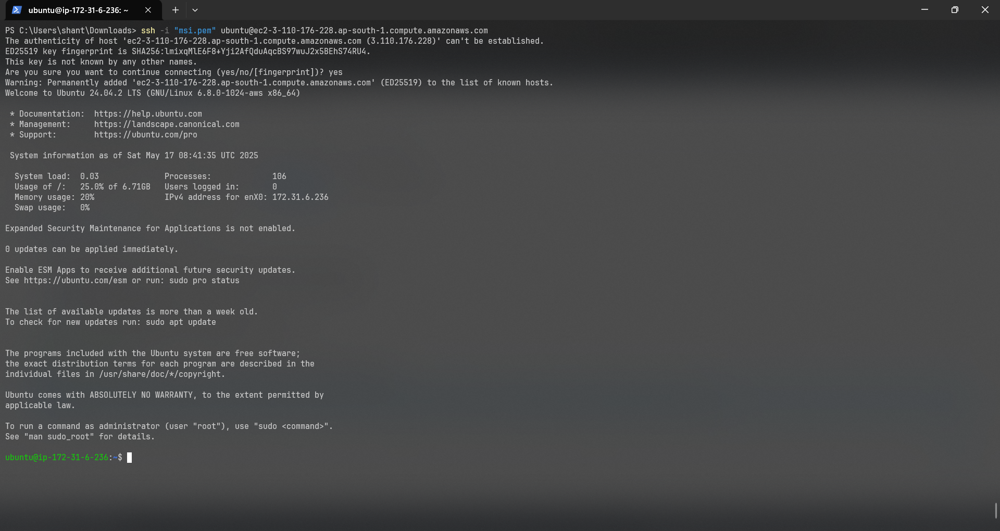 ubuntu@ip-172-31-6-236: ~
PS C:\Users\shant\Downloads> ssh -i "msi.pem" ubuntu@ec2-3-110-176-228.ap-south-1.compute.amazonaws.com
The authenticity of host 'ec2-3-110-176-228.ap-south-1.compute.amazonaws.com (3.110.176.228)' can't be established.
ED25519 key fingerprint is SHA256:lmixqMlE6F8+Yji2AfQduAqcBS97wuJ2x5BEhS74RU4.
This key is not known by any other names.
Are you sure you want to continue connecting (yes/no/[fingerprint])? yes
Warning: Permanently added 'ec2-3-110-176-228.ap-south-1.compute.amazonaws.com' (ED25519) to the list of known hosts.
Welcome to Ubuntu 24.04.2 LTS (GNU/Linux 6.8.0-1024-aws x86_64)
* Documentation:  https://help.ubuntu.com
* Management:     https://landscape.canonical.com
* Support:        https://ubuntu.com/pro
System information as of Sat May 17 08:41:35 UTC 2025
System load:  0.03              Processes:             106
Usage of /:   25.0% of 6.71GB   Users logged in:       0
Memory usage: 20%               IPv4 address for enX0: 172.31.6.236
Swap usage:   0%
Expanded Security Maintenance for Applications is not enabled.
0 updates can be applied immediately.
Enable ESM Apps to receive additional future security updates.
See https://ubuntu.com/esm or run: sudo pro status
The list of available updates is more than a week old.
To check for new updates run: sudo apt update
The programs included with the Ubuntu system are free software;
the exact distribution terms for each program are described in the
individual files in /usr/share/doc/*/copyright.
Ubuntu comes with ABSOLUTELY NO WARRANTY, to the extent permitted by
applicable law.
To run a command as administrator (user "root"), use "sudo <command>".
See "man sudo_root" for details.
ubuntu@ip-172-31-6-236:~$